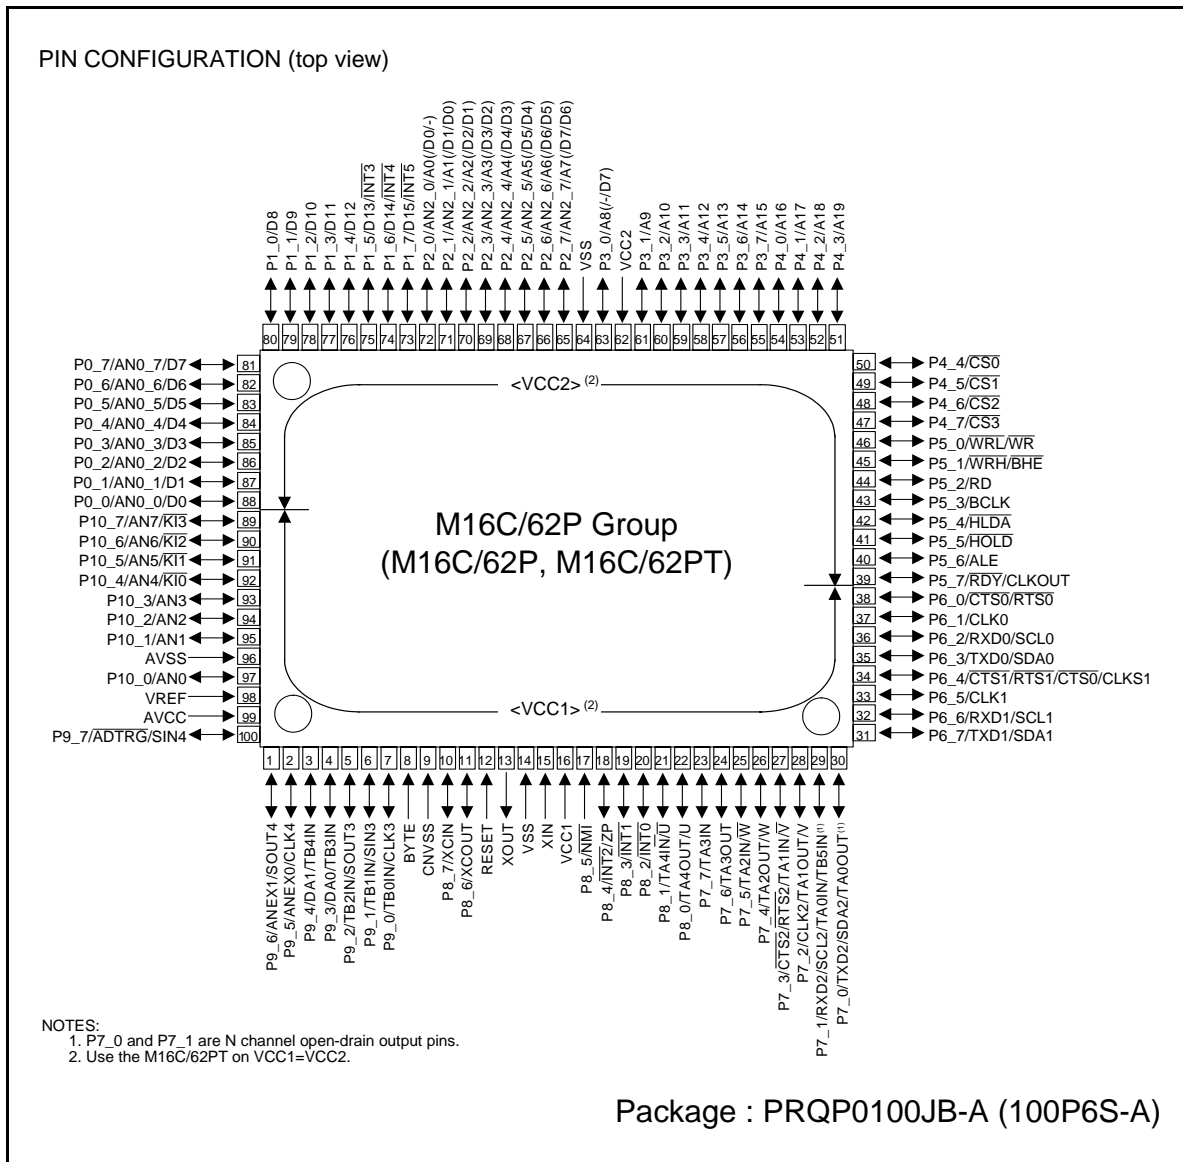 PIN CONFIGURATION (top view)
P1_0/D8
P1_1/D9
P1_2/D10
P1_3/D11
P1_4/D12
P1_5/D13/INT3
P1_6/D14/INT4
P1_7/D15/INT5
P2_0/AN2_0/A0(/D0/-)
P2_1/AN2_1/A1(/D1/D0)
P2_2/AN2_2/A2(/D2/D1)
P2_3/AN2_3/A3(/D3/D2)
P2_4/AN2_4/A4(/D4/D3)
P2_5/AN2_5/A5(/D5/D4)
P2_6/AN2_6/A6(/D6/D5)
P2_7/AN2_7/A7(/D7/D6)
VSS
P3_0/A8(/-/D7)
VCC2
P3_1/A9
P3_2/A10
P3_3/A11
P3_4/A12
P3_5/A13
P3_6/A14
P3_7/A15
P4_0/A16
P4_1/A17
P4_2/A18
P4_3/A19
80 79 78 77 76 75 74 73 72 71 70 69 68 67 66 65 64 63 62 61 60 59 58 57 56 55 54 53 52 51
P0_7/AN0_7/D7 81
P0_6/AN0_6/D6 82
P0_5/AN0_5/D5 83
P0_4/AN0_4/D4 84
P0_3/AN0_3/D3 85
P0_2/AN0_2/D2 86
P0_1/AN0_1/D1 87
P0_0/AN0_0/D0 88
P10_7/AN7/KI3 89
P10_6/AN6/KI2 90
P10_5/AN5/KI1 91
P10_4/AN4/KI0 92
P10_3/AN3 93
P10_2/AN2 94
P10_1/AN1 95
AVSS 96
P10_0/AN0 97
VREF 98
AVCC 99
P9_7/ADTRG/SIN4 100
<VCC2> (2)
M16C/62P Group
(M16C/62P, M16C/62PT)
<VCC1> (2)
50 P4_4/CS0
49 P4_5/CS1
48 P4_6/CS2
47 P4_7/CS3
46 P5_0/WRL/WR
45 P5_1/WRH/BHE
44 P5_2/RD
43 P5_3/BCLK
42 P5_4/HLDA
41 P5_5/HOLD
40 P5_6/ALE
39 P5_7/RDY/CLKOUT
38 P6_0/CTS0/RTS0
37 P6_1/CLK0
36 P6_2/RXD0/SCL0
35 P6_3/TXD0/SDA0
34 P6_4/CTS1/RTS1/CTS0/CLKS1
33 P6_5/CLK1
32 P6_6/RXD1/SCL1
31 P6_7/TXD1/SDA1
1 2 3 4 5 6 7 8 9 10 11 12 13 14 15 16 17 18 19 20 21 22 23 24 25 26 27 28 29 30
P9_6/ANEX1/SOUT4
P9_5/ANEX0/CLK4
P9_4/DA1/TB4IN
P9_3/DA0/TB3IN
P9_2/TB2IN/SOUT3
P9_1/TB1IN/SIN3
P9_0/TB0IN/CLK3
BYTE
CNVSS
P8_7/XCIN
P8_6/XCOUT
RESET
XOUT
VSS
XIN
VCC1
P8_5/NMI
P8_4/INT2/ZP
P8_3/INT1
P8_2/INT0
P8_1/TA4IN/U
P8_0/TA4OUT/U
P7_7/TA3IN
P7_6/TA3OUT
P7_5/TA2IN/W
P7_4/TA2OUT/W
P7_3/CTS2/RTS2/TA1IN/V
P7_2/CLK2/TA1OUT/V
P7_1/RXD2/SCL2/TA0IN/TB5IN(1)
P7_0/TXD2/SDA2/TA0OUT(1)
NOTES:
1. P7_0 and P7_1 are N channel open-drain output pins.
2. Use the M16C/62PT on VCC1=VCC2.
Package : PRQP0100JB-A (100P6S-A)